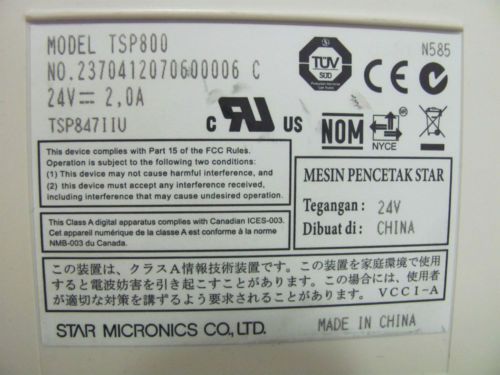 MODEL TSP800
N585
NO.2370412070600006 C
24V⎓2.0A
TSP847IIU
TÜV
SÜD
C UR US
NOM
NYCE
This device complies with Part 15 of the FCC Rules.
Operation is subject to the following two conditions:
(1) This device may not cause harmful interference, and
(2) this device must accept any interference received,
including interference that may cause undesired operation.
This Class A digital apparatus complies with Canadian ICES-003.
Cet appareil numérique de la classe A est conforme à la norme
NMB-003 du Canada.
MESIN PENCETAK STAR
Tegangan: 24V
Dibuat di: CHINA
この装置は、クラスA情報技術装置です。この装置を家庭環境で使用
すると電波妨害を引き起こすことがあります。この場合には、使用者
が適切な対策を講ずるよう要求されることがあります。 VCCI-A
STAR MICRONICS CO., LTD.
MADE IN CHINA